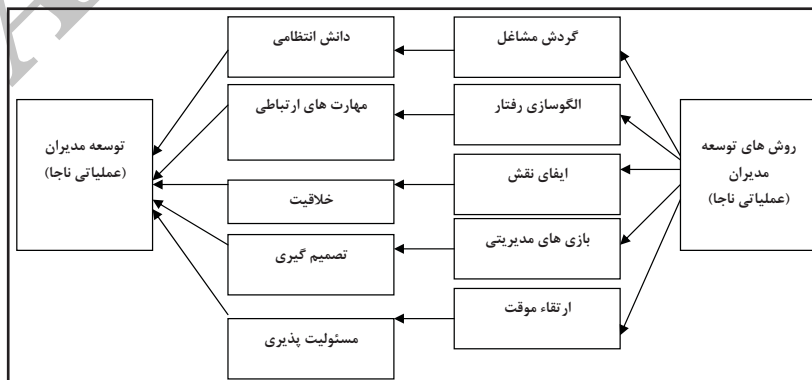 روش های توسعه
مدیران
(عملیاتی ناجا)
گردش مشاغل
الگوسازی رفتار
ایفای نقش
بازی های مدیریتی
ارتقاء موقت
دانش انتظامی
مهارت های ارتباطی
خلاقیت
تصمیم گیری
مسئولیت پذیری
توسعه مدیران
(عملیاتی ناجا)